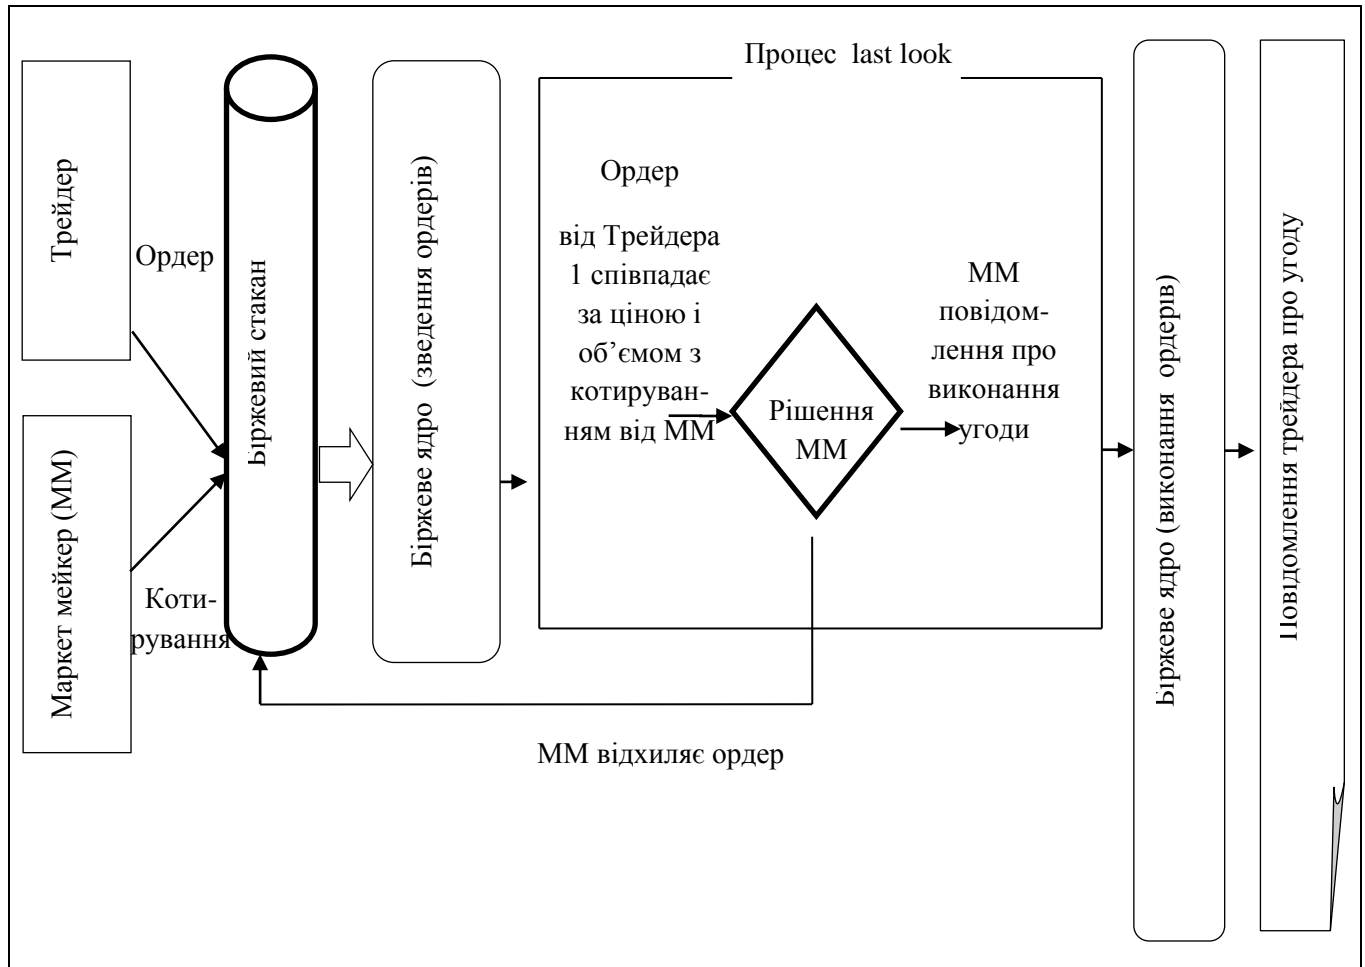 Процес last look
Трейдер
Ордер
Маркет мейкер (ММ)
Коти-
рування
Біржевий стакан
Біржеве ядро (зведення ордерів)
Ордер
від Трейдера
1 співпадає
за ціною і
об’ємом з
котируван-
ням від ММ
Рішення
ММ
ММ
повідом-
лення про
виконання
угоди
ММ відхиляє ордер
Біржеве ядро (виконання ордерів)
Повідомлення трейдера про угоду